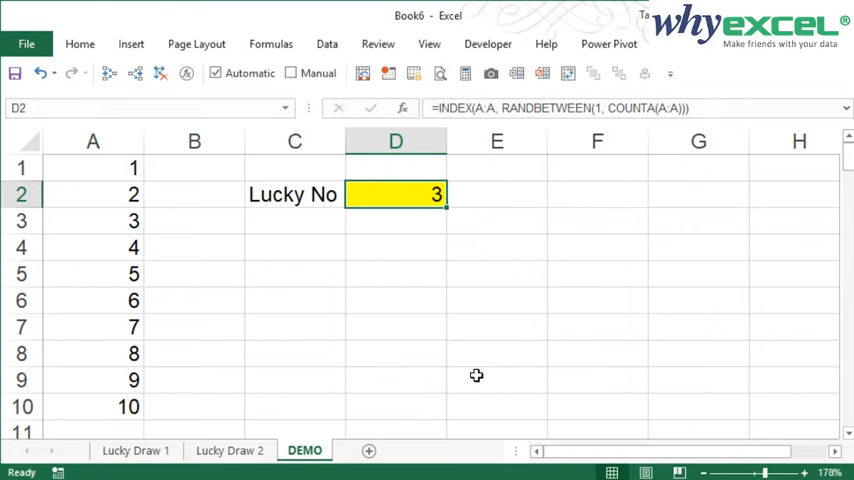 Book6 - Excel
Ta
whyexcel®
Make friends with your data
File Home Insert Page Layout Formulas Data Review View Developer Help Power Pivot
Automatic Manual
D2 fx =INDEX(A:A, RANDBETWEEN(1, COUNTA(A:A)))
A B C D E F G H
1 1
2 2 Lucky No 3
3 3
4 4
5 5
6 6
7 7
8 8
9 9
10 10
11
Lucky Draw 1 Lucky Draw 2 DEMO
Ready 178%